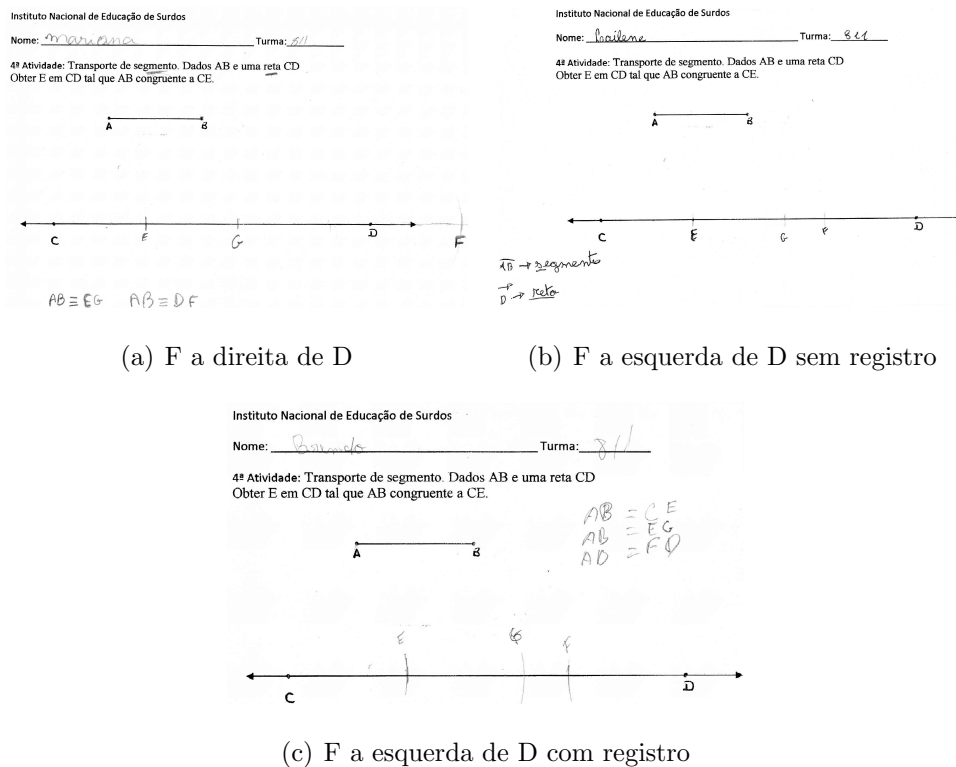 Instituto Nacional de Educação de Surdos
Nome: Mariana Turma: 811
4ª Atividade: Transporte de segmento. Dados AB e uma reta CD
Obter E em CD tal que AB congruente a CE.
A B
C E G D F
AB ≡ EG AB ≡ DF
(a) F a direita de D
Instituto Nacional de Educação de Surdos
Nome: Turma: 811
4ª Atividade: Transporte de segmento. Dados AB e uma reta CD
Obter E em CD tal que AB congruente a CE.
A B
C E G F D
AB → segmento
D → reta
(b) F a esquerda de D sem registro
Instituto Nacional de Educação de Surdos
Nome: Turma: 811
4ª Atividade: Transporte de segmento. Dados AB e uma reta CD
Obter E em CD tal que AB congruente a CE.
AB = CE
AB = EG
AD = FD
A B
E G F
C D
(c) F a esquerda de D com registro